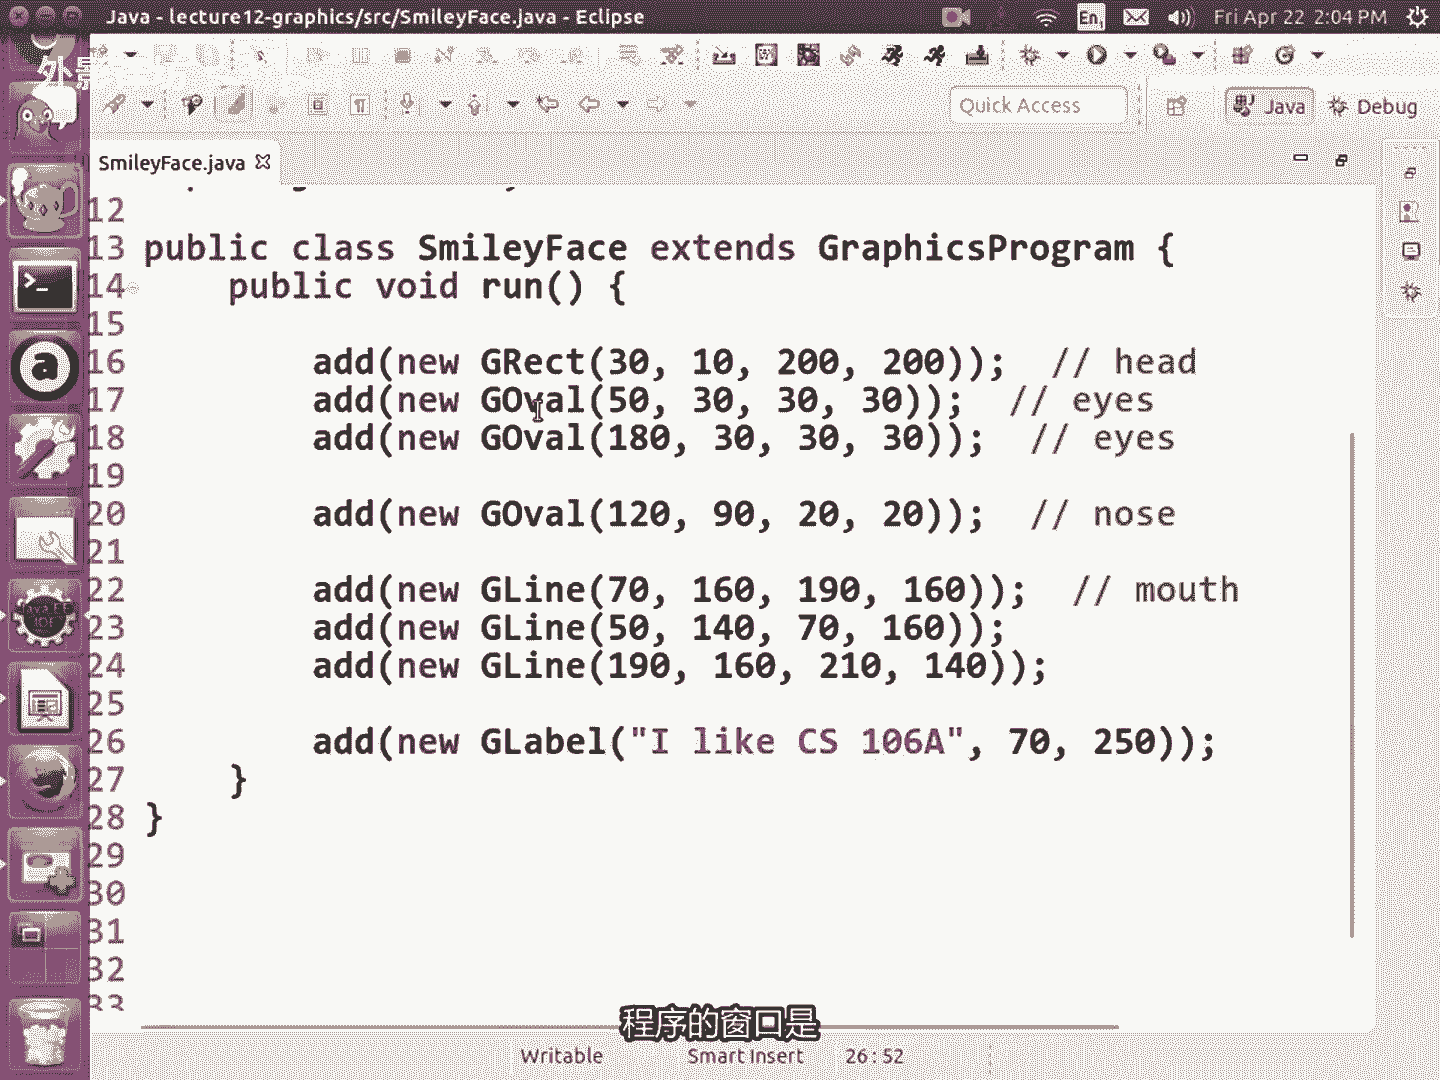 Java - lecture12-graphics/src/SmileyFace.java - Eclipse
En
Fri Apr 22 2:04 PM
外景
Quick Access
Java
Debug
SmileyFace.java
12
13 public class SmileyFace extends GraphicsProgram {
14 public void run() {
15
16 add(new GRect(30, 10, 200, 200)); // head
17 add(new GOval(50, 30, 30, 30)); // eyes
18 add(new GOval(180, 30, 30, 30)); // eyes
19
20 add(new GOval(120, 90, 20, 20)); // nose
21
22 add(new GLine(70, 160, 190, 160)); // mouth
23 add(new GLine(50, 140, 70, 160));
24 add(new GLine(190, 160, 210, 140));
25
26 add(new GLabel("I like CS 106A", 70, 250));
27 }
28 }
29
30
31
32
33
程序的窗口是
Writable
Smart Insert
26:52